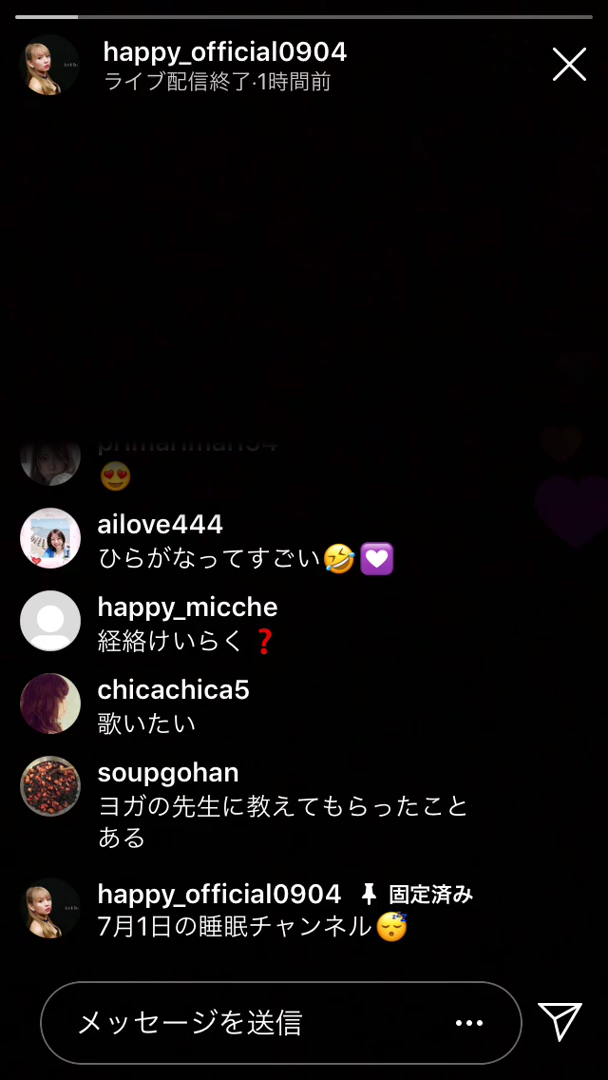 happy_official0904
ライブ配信終了·1時間前
😍
ailove444
ひらがなってすごい🤣💟
happy_micche
経絡けいらく❓
chicachica5
歌いたい
soupgohan
ヨガの先生に教えてもらったこと
ある
happy_official0904 📌 固定済み
7月1日の睡眠チャンネル😴
メッセージを送信